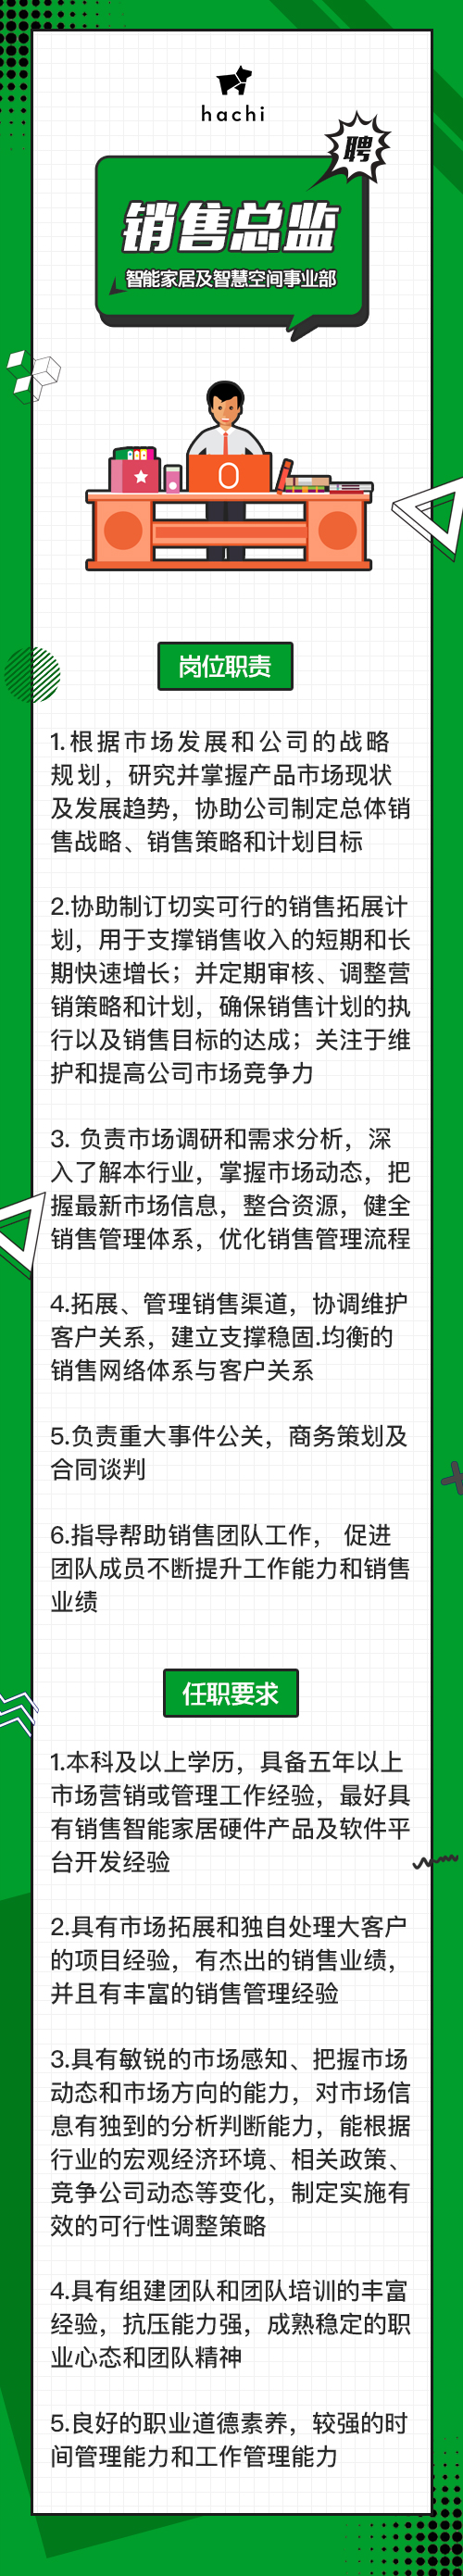 hachi
聘
销售总监
智能家居及智慧空间事业部
岗位职责
1.根据市场发展和公司的战略
规划，研究并掌握产品市场现状
及发展趋势，协助公司制定总体销
售战略、销售策略和计划目标
2.协助制订切实可行的销售拓展计
划，用于支撑销售收入的短期和长
期快速增长；并定期审核、调整营
销策略和计划，确保销售计划的执
行以及销售目标的达成；关注于维
护和提高公司市场竞争力
3. 负责市场调研和需求分析，深
入了解本行业，掌握市场动态，把
握最新市场信息，整合资源，健全
销售管理体系，优化销售管理流程
4.拓展、管理销售渠道，协调维护
客户关系，建立支撑稳固.均衡的
销售网络体系与客户关系
5.负责重大事件公关，商务策划及
合同谈判
6.指导帮助销售团队工作， 促进
团队成员不断提升工作能力和销售
业绩
任职要求
1.本科及以上学历，具备五年以上
市场营销或管理工作经验，最好具
有销售智能家居硬件产品及软件平
台开发经验
2.具有市场拓展和独自处理大客户
的项目经验，有杰出的销售业绩，
并且有丰富的销售管理经验
3.具有敏锐的市场感知、把握市场
动态和市场方向的能力，对市场信
息有独到的分析判断能力，能根据
行业的宏观经济环境、相关政策、
竞争公司动态等变化，制定实施有
效的可行性调整策略
4.具有组建团队和团队培训的丰富
经验，抗压能力强，成熟稳定的职
业心态和团队精神
5.良好的职业道德素养，较强的时
间管理能力和工作管理能力